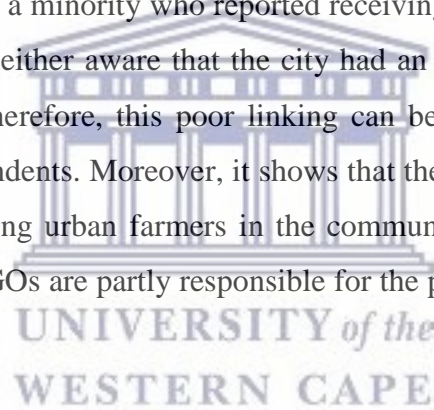 a minority who reported receiving
either aware that the city had an
herefore, this poor linking can be
ndents. Moreover, it shows that the
ng urban farmers in the commun
GOs are partly responsible for the p
UNIVERSITY of the
WESTERN CAPE